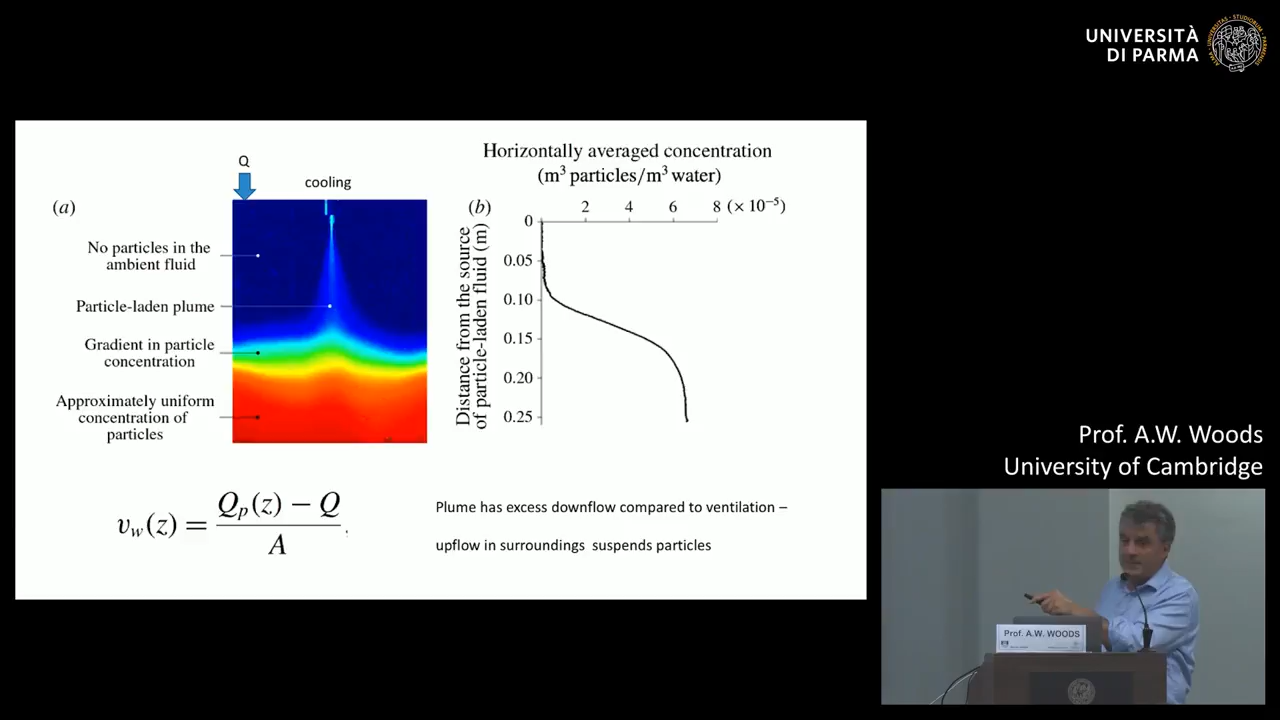 UNIVERSITÀ
DI PARMA
Q
cooling
(a)
No particles in the
ambient fluid
Particle-laden plume
Gradient in particle
concentration
Approximately uniform
concentration of
particles
Horizontally averaged concentration
(m³ particles/m³ water)
(b)
2 4 6 8 (× 10⁻⁵)
0
0.05
0.10
0.15
0.20
0.25
Distance from the source
of particle-laden fluid (m)
v_w(z) = (Q_p(z) − Q) / A .
Plume has excess downflow compared to ventilation –
upflow in surroundings suspends particles
Prof. A.W. Woods
University of Cambridge
Prof. A.W. WOODS